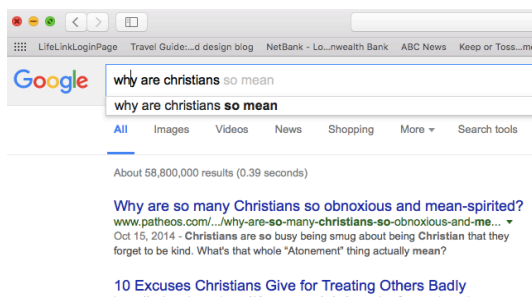 LifeLinkLoginPage Travel Guide:...d design blog NetBank - Lo...nwealth Bank ABC News Keep or Toss...me
Google
why are christians so mean
why are christians so mean
All Images Videos News Shopping More Search tools
About 58,800,000 results (0.39 seconds)
Why are so many Christians so obnoxious and mean-spirited?
www.patheos.com/.../why-are-so-many-christians-so-obnoxious-and-me...
Oct 15, 2014 - Christians are so busy being smug about being Christian that they
forget to be kind. What's that whole "Atonement" thing actually mean?
10 Excuses Christians Give for Treating Others Badly